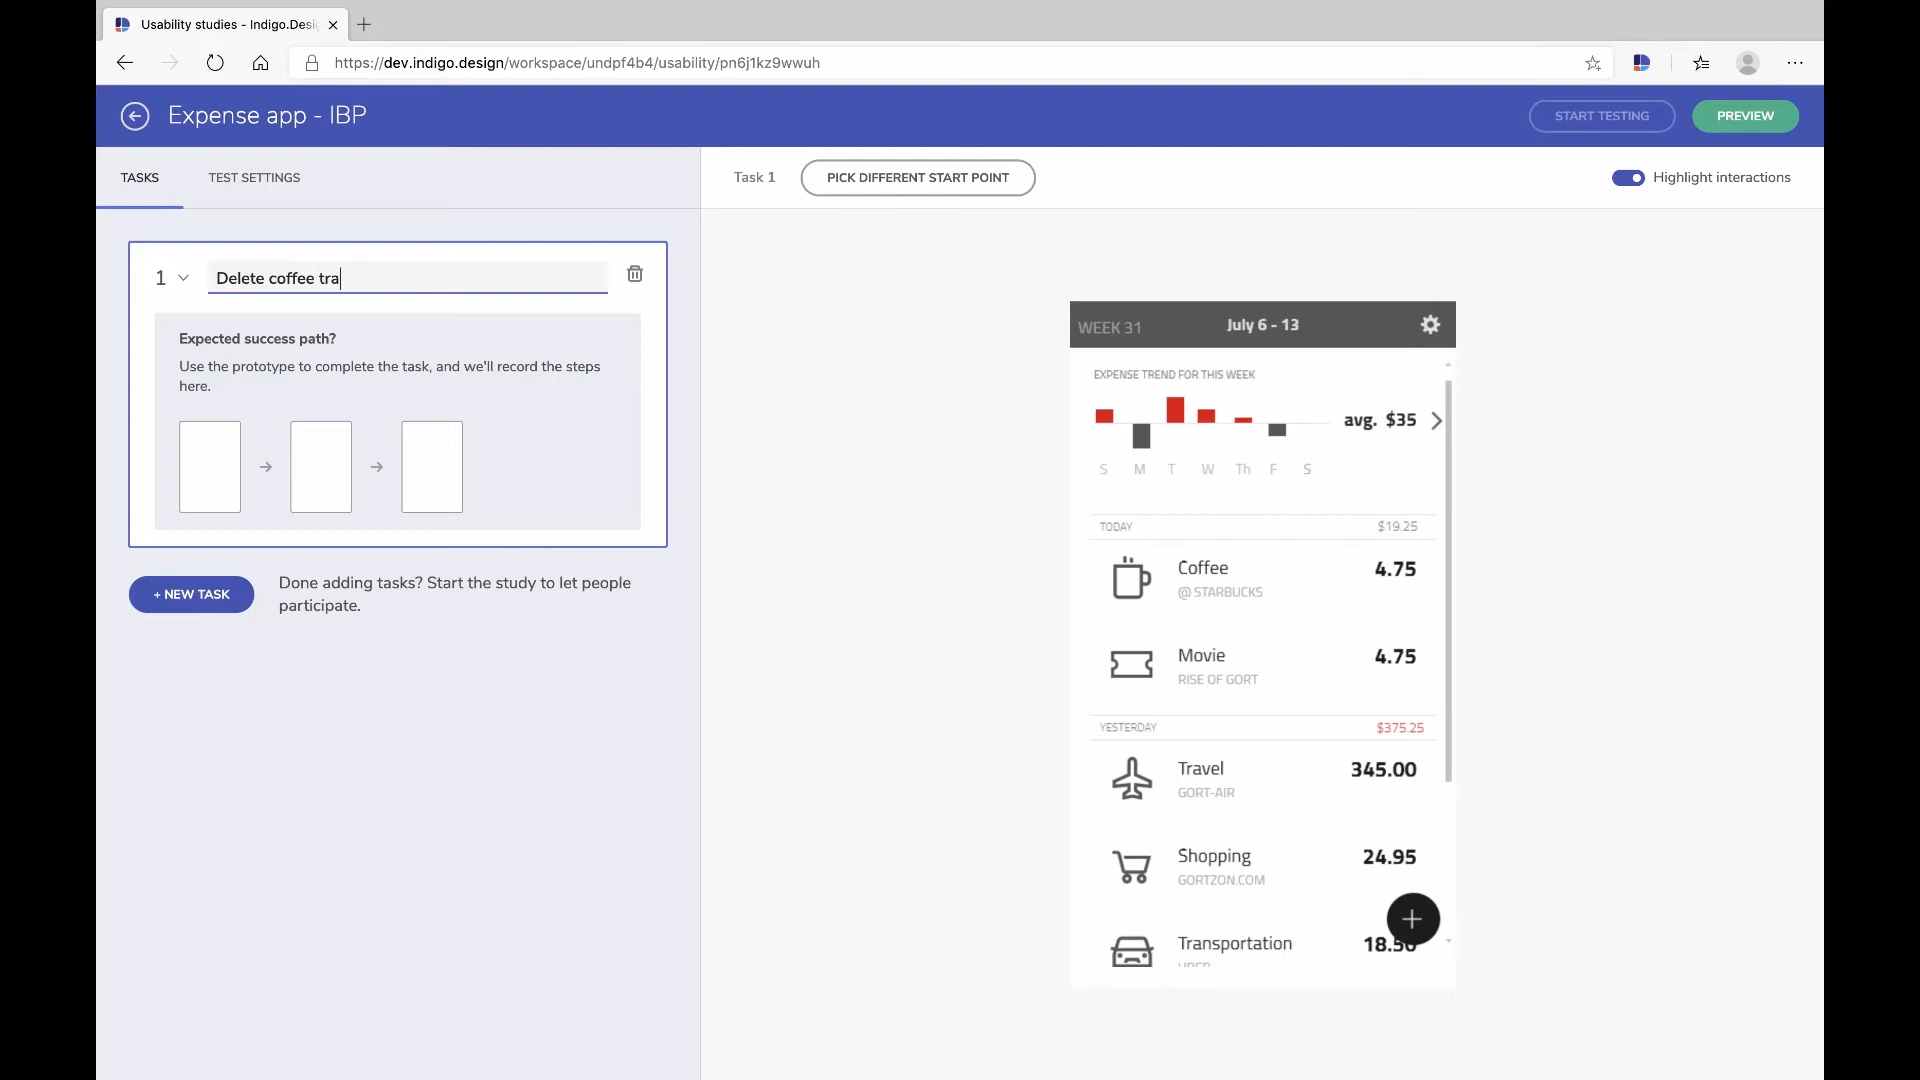 Usability studies - Indigo.Desi
https://dev.indigo.design/workspace/undpf4b4/usability/pn6j1kz9wwuh
Expense app - IBP
START TESTING
PREVIEW
TASKS
TEST SETTINGS
Task 1
PICK DIFFERENT START POINT
Highlight interactions
1
Delete coffee tra
Expected success path?
Use the prototype to complete the task, and we'll record the steps
here.
+ NEW TASK
Done adding tasks? Start the study to let people
participate.
WEEK 31
July 6 - 13
EXPENSE TREND FOR THIS WEEK
avg. $35
S M T W Th F S
TODAY
$19.25
Coffee
4.75
@ STARBUCKS
Movie
4.75
RISE OF GORT
YESTERDAY
$375.25
Travel
345.00
GORT-AIR
Shopping
24.95
GORTZON.COM
Transportation
18.50